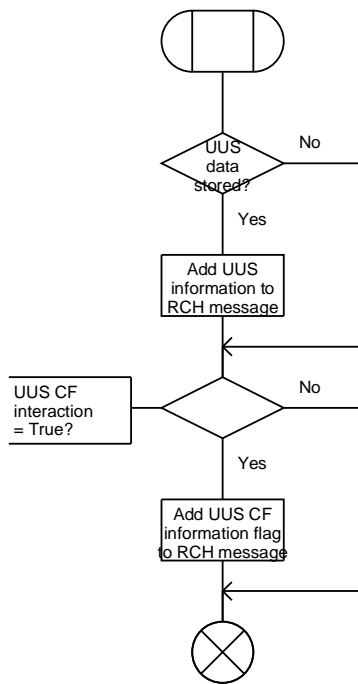 UUS
data
stored?
No
Yes
Add UUS
information to
RCH message
UUS CF
interaction
= True?
No
Yes
Add UUS CF
information flag
to RCH message